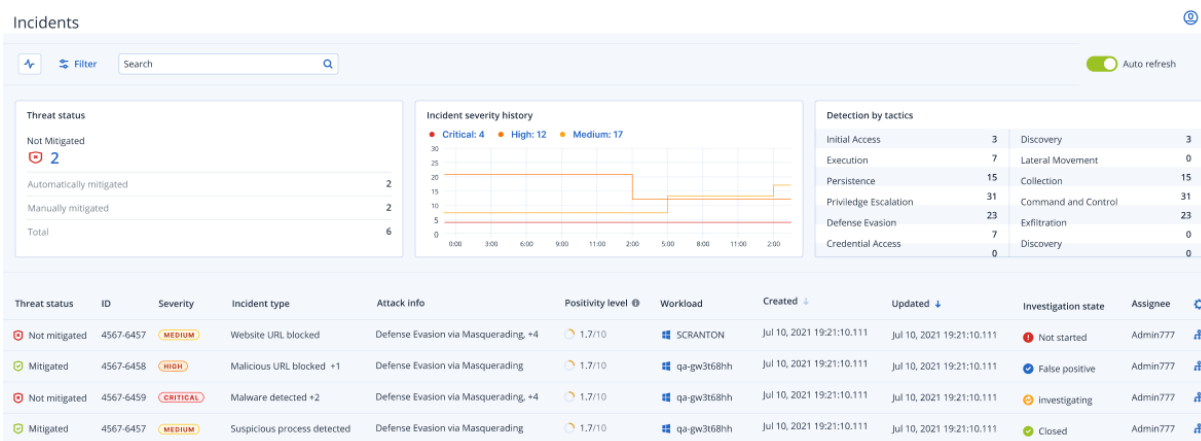 Incidents
Filter
Search
Auto refresh
Threat status
Not Mitigated
2
Automatically mitigated 2
Manually mitigated 2
Total 6
Incident severity history
Critical: 4 High: 12 Medium: 17
30
25
20
15
10
5
0
0:00 3:00 6:00 9:00 11:00 2:00 5:00 8:00 11:00 2:00
Detection by tactics
Initial Access 3 Discovery 3
Execution 7 Lateral Movement 0
Persistence 15 Collection 15
Priviledge Escalation 31 Command and Control 31
Defense Evasion 23 Exfiltration 23
Credential Access 7 Discovery 0
0 0
Threat status ID Severity Incident type Attack info Positivity level Workload Created Updated Investigation state Assignee
Not mitigated 4567-6457 MEDIUM Website URL blocked Defense Evasion via Masquerading, +4 1.7/10 SCRANTON Jul 10, 2021 19:21:10.111 Jul 10, 2021 19:21:10.111 Not started Admin777
Mitigated 4567-6458 HIGH Malicious URL blocked +1 Defense Evasion via Masquerading 1.7/10 qa-gw3t68hh Jul 10, 2021 19:21:10.111 Jul 10, 2021 19:21:10.111 False positive Admin777
Not mitigated 4567-6459 CRITICAL Malware detected +2 Defense Evasion via Masquerading, +4 1.7/10 qa-gw3t68hh Jul 10, 2021 19:21:10.111 Jul 10, 2021 19:21:10.111 investigating Admin777
Mitigated 4567-6457 MEDIUM Suspicious process detected Defense Evasion via Masquerading 1.7/10 qa-gw3t68hh Jul 10, 2021 19:21:10.111 Jul 10, 2021 19:21:10.111 Closed Admin777